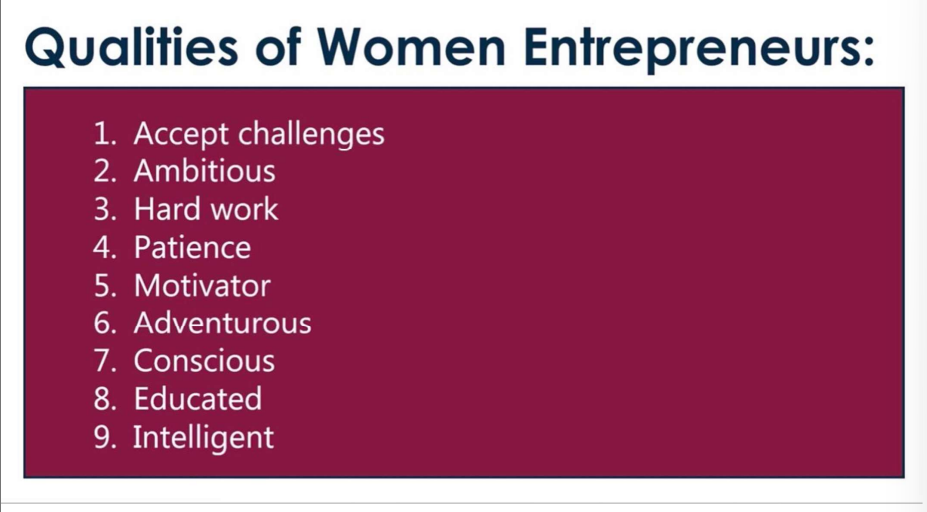 Qualities of Women Entrepreneurs:
1. Accept challenges
2. Ambitious
3. Hard work
4. Patience
5. Motivator
6. Adventurous
7. Conscious
8. Educated
9. Intelligent